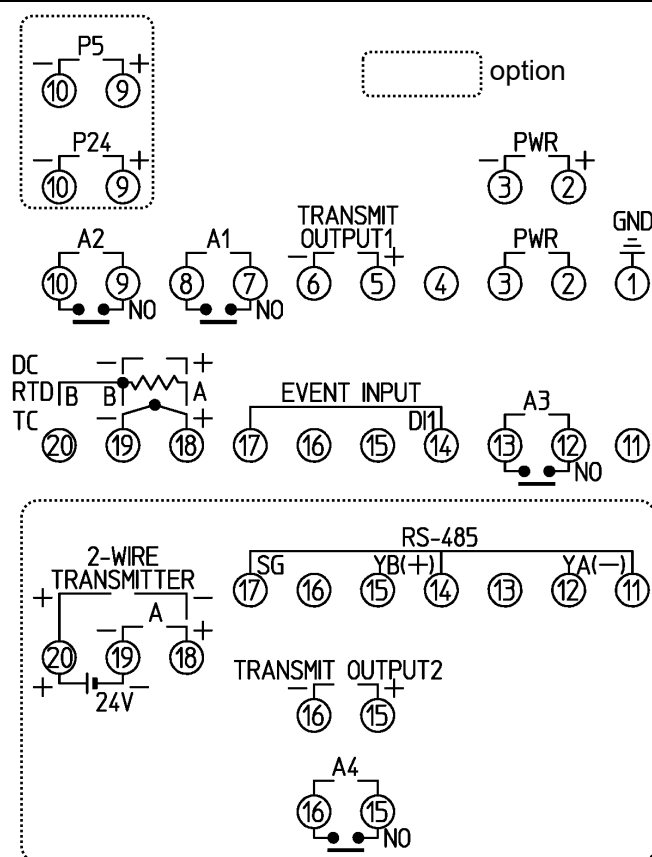 − P5 +
10 9
option
− P24 +
10 9
− PWR +
3 2
A2
10 9
NO
A1
8 7
NO
TRANSMIT
OUTPUT1
− +
6 5
4
PWR
3 2
GND
1
DC − +
RTD B B A
TC − +
20 19 18
EVENT INPUT
DI1
17 16 15 14
A3
13 12
NO
11
2-WIRE
TRANSMITTER
+ −
− A +
20 19 18
+ 24V −
RS-485
SG YB(+) YA(−)
17 16 15 14 13 12 11
TRANSMIT OUTPUT2
− +
16 15
A4
16 15
NO